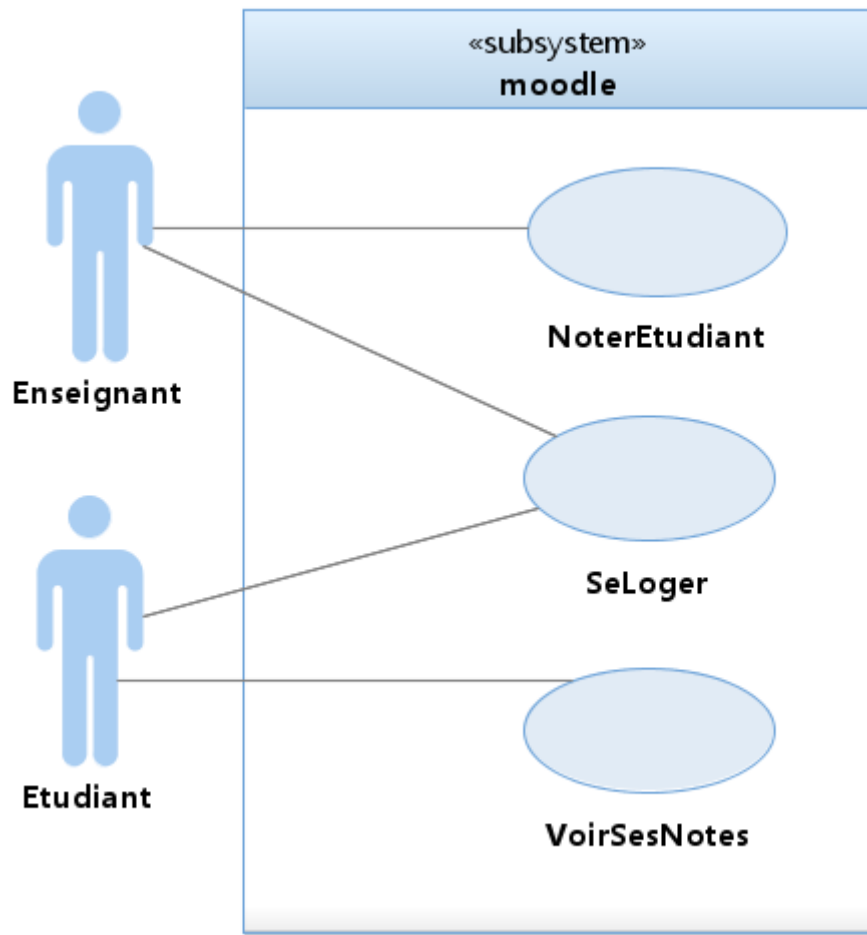 «subsystem»
moodle
NoterEtudiant
Enseignant
SeLoger
Etudiant
VoirSesNotes